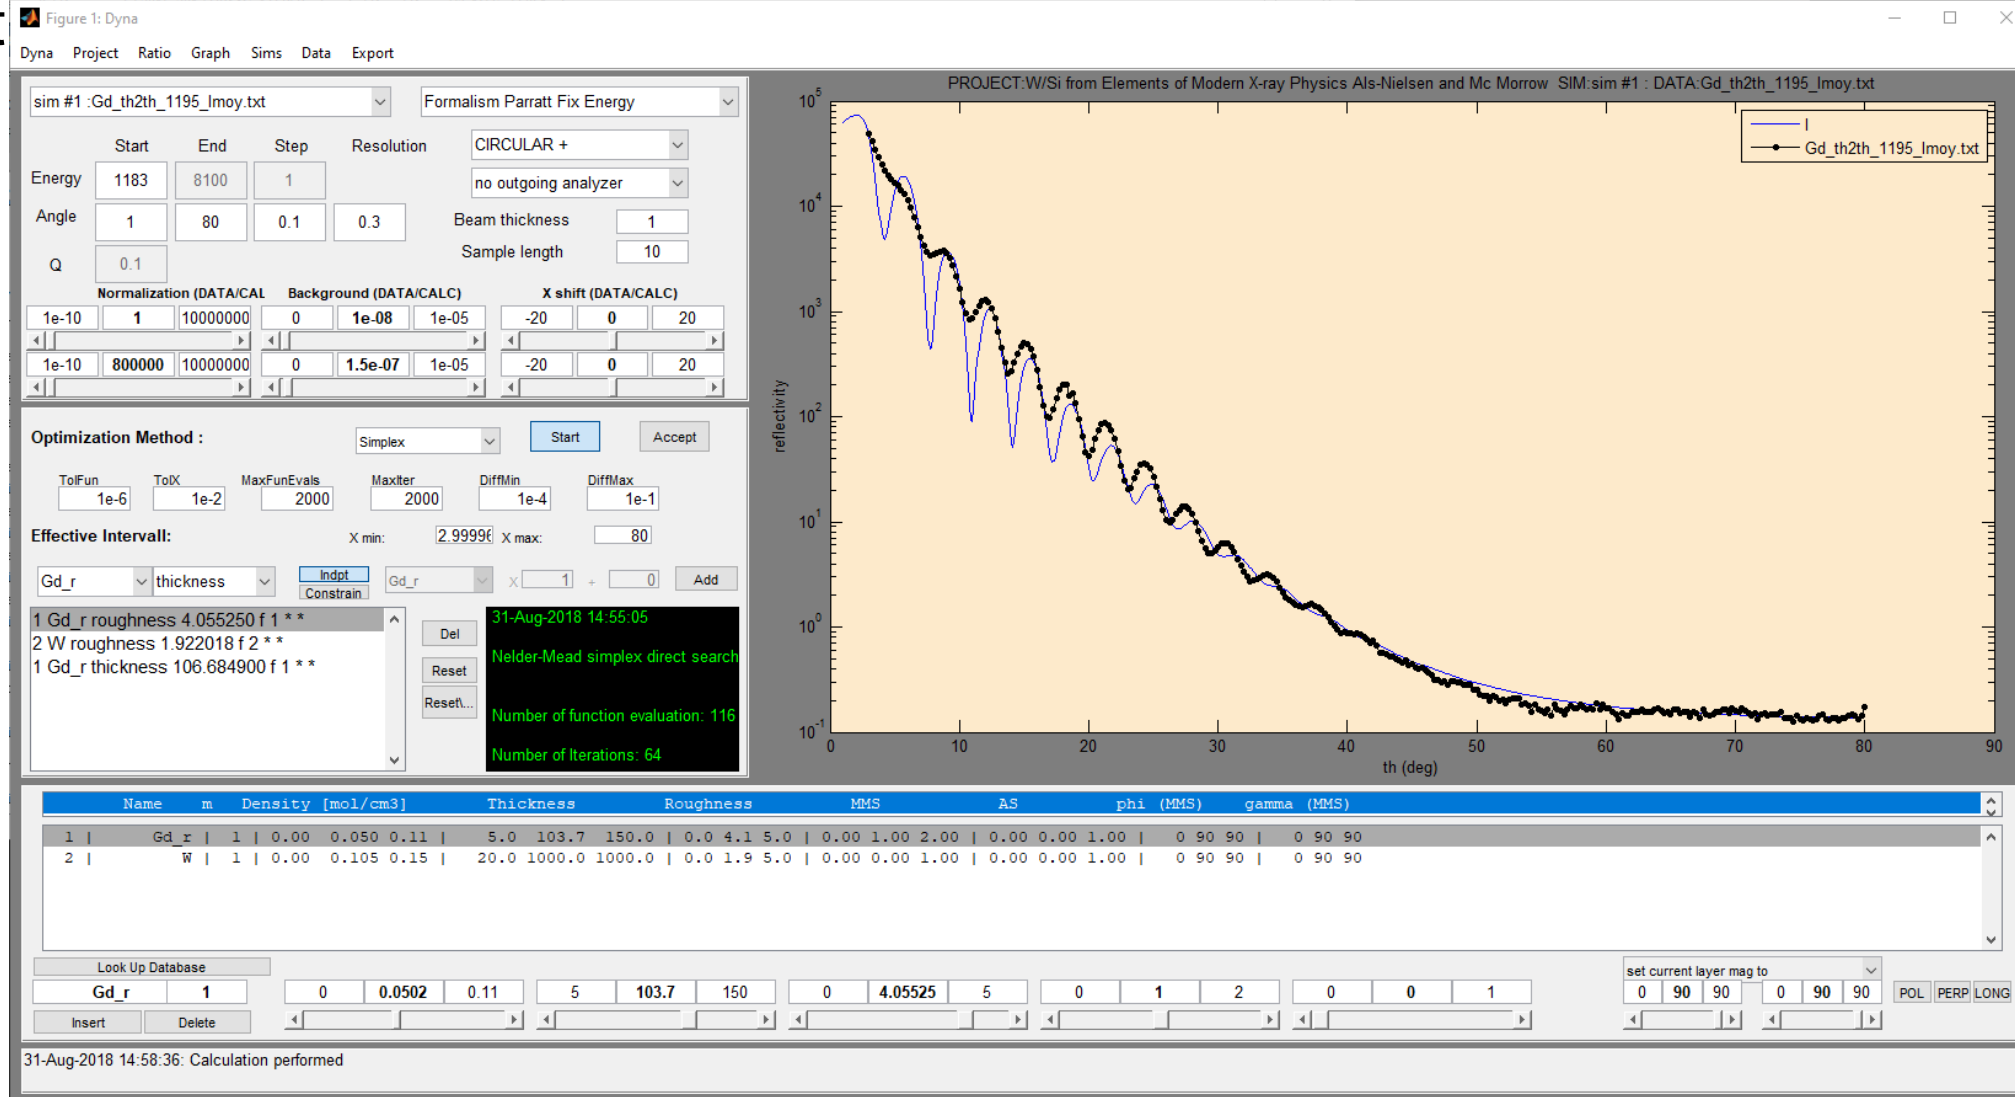 Figure 1: Dyna
Dyna Project Ratio Graph Sims Data Export
sim #1 :Gd_th2th_1195_Imoy.txt
Formalism Parratt Fix Energy
Start End Step Resolution
CIRCULAR +
Energy 1183 8100 1
no outgoing analyzer
Angle 1 80 0.1 0.3
Beam thickness 1
Sample length 10
Q 0.1
Normalization (DATA/CAL Background (DATA/CALC) X shift (DATA/CALC)
1e-10 1 10000000 0 1e-08 1e-05 -20 0 20
1e-10 800000 10000000 0 1.5e-07 1e-05 -20 0 20
Optimization Method : Simplex Start Accept
TolFun TolX MaxFunEvals MaxIter DiffMin DiffMax
1e-6 1e-2 2000 2000 1e-4 1e-1
Effective Intervall: X min: 2.99996 X max: 80
Gd_r thickness Indpt Gd_r X 1 + 0 Add
Constrain
1 Gd_r roughness 4.055250 f 1 * *
2 W roughness 1.922018 f 2 * *
1 Gd_r thickness 106.684900 f 1 * *
Del
Reset
Reset\...
31-Aug-2018 14:55:05
Nelder-Mead simplex direct search
Number of function evaluation: 116
Number of Iterations: 64
PROJECT:W/Si from Elements of Modern X-ray Physics Als-Nielsen and Mc Morrow SIM:sim #1 : DATA:Gd_th2th_1195_Imoy.txt
I
Gd_th2th_1195_Imoy.txt
10^5
10^4
10^3
10^2
10^1
10^0
10^-1
reflectivity
0 10 20 30 40 50 60 70 80 90
th (deg)
Name m Density [mol/cm3] Thickness Roughness MMS AS phi (MMS) gamma (MMS)
1 | Gd_r | 1 | 0.00 0.050 0.11 | 5.0 103.7 150.0 | 0.0 4.1 5.0 | 0.00 1.00 2.00 | 0.00 0.00 1.00 | 0 90 90 | 0 90 90
2 | W | 1 | 0.00 0.105 0.15 | 20.0 1000.0 1000.0 | 0.0 1.9 5.0 | 0.00 0.00 1.00 | 0.00 0.00 1.00 | 0 90 90 | 0 90 90
Look Up Database
set current layer mag to
Gd_r 1 0 0.0502 0.11 5 103.7 150 0 4.05525 5 0 1 2 0 0 1 0 90 90 0 90 90 POL PERP LONG
Insert Delete
31-Aug-2018 14:58:36: Calculation performed